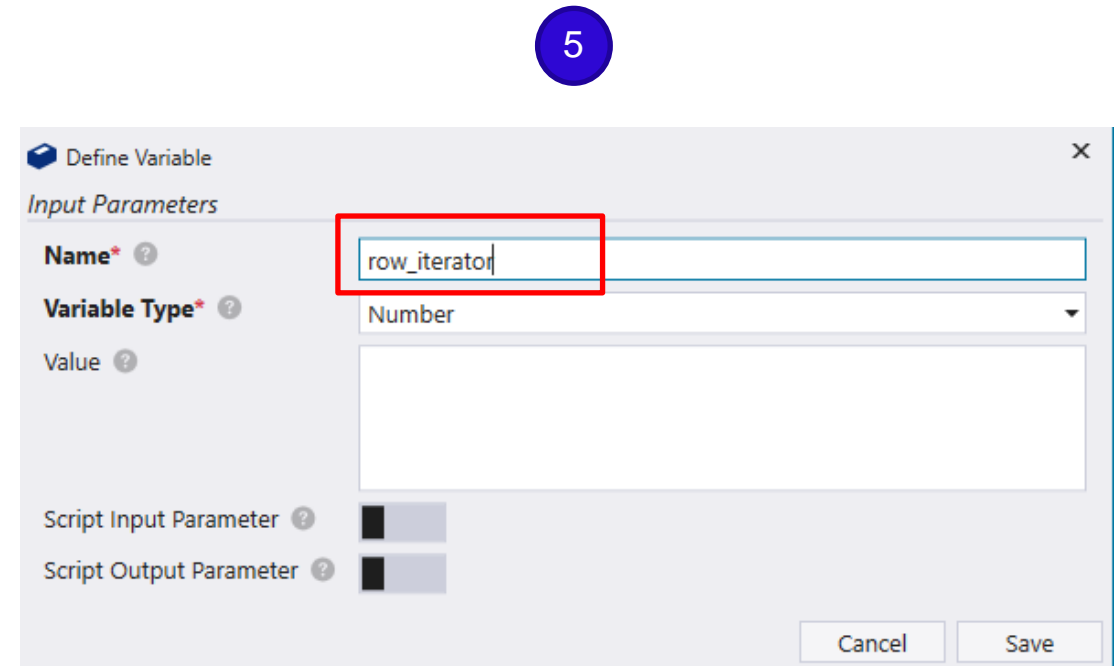 5
Define Variable
Input Parameters
Name* ?
row_iterator
Variable Type* ?
Number
Value ?
Script Input Parameter ?
Script Output Parameter ?
Cancel Save